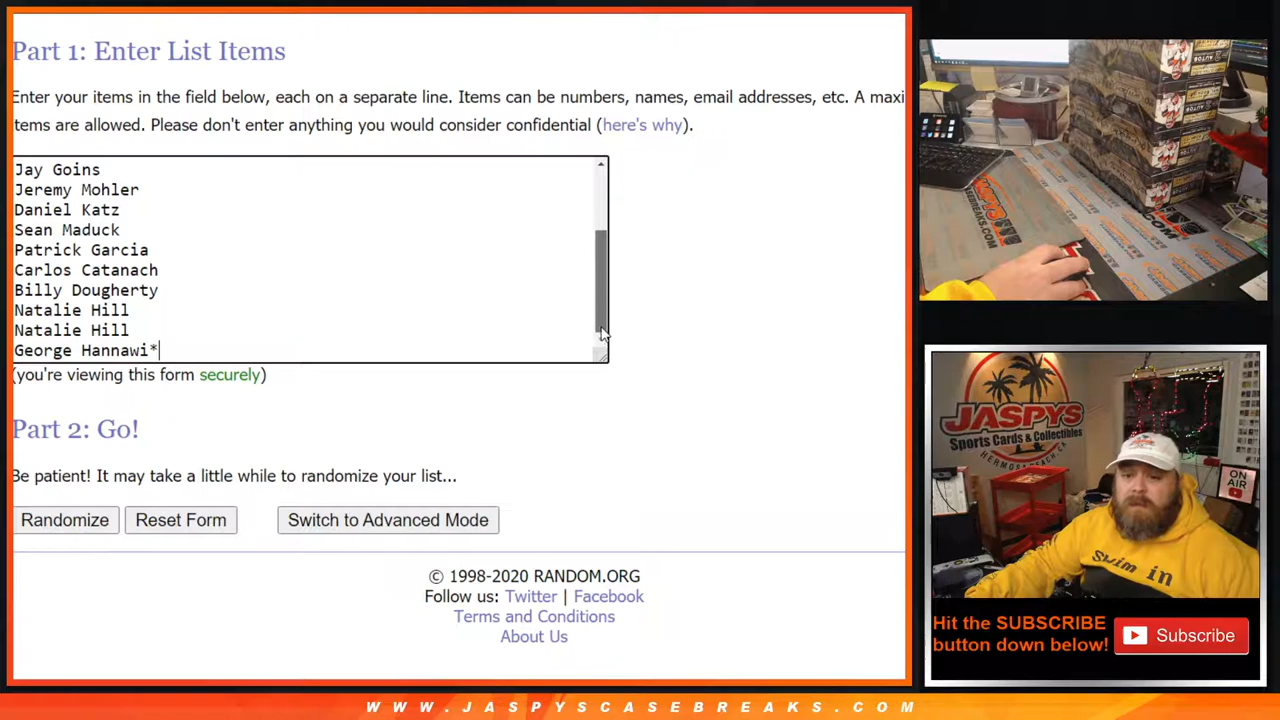 Part 1: Enter List Items
Enter your items in the field below, each on a separate line. Items can be numbers, names, email addresses, etc. A maxi
tems are allowed. Please don't enter anything you would consider confidential (here's why).
Jay Goins
Jeremy Mohler
Daniel Katz
Sean Maduck
Patrick Garcia
Carlos Catanach
Billy Dougherty
Natalie Hill
Natalie Hill
George Hannawi*
(you're viewing this form securely)
Part 2: Go!
Be patient! It may take a little while to randomize your list...
Randomize
Reset Form
Switch to Advanced Mode
© 1998-2020 RANDOM.ORG
Follow us: Twitter | Facebook
Terms and Conditions
About Us
JASPYS
Sports Cards & Collectibles
HERMOSA BEACH, CA
ON
AIR
Swim in
Hit the SUBSCRIBE
button down below!
Subscribe
WWW.JASPYSCASEBREAKS.COM